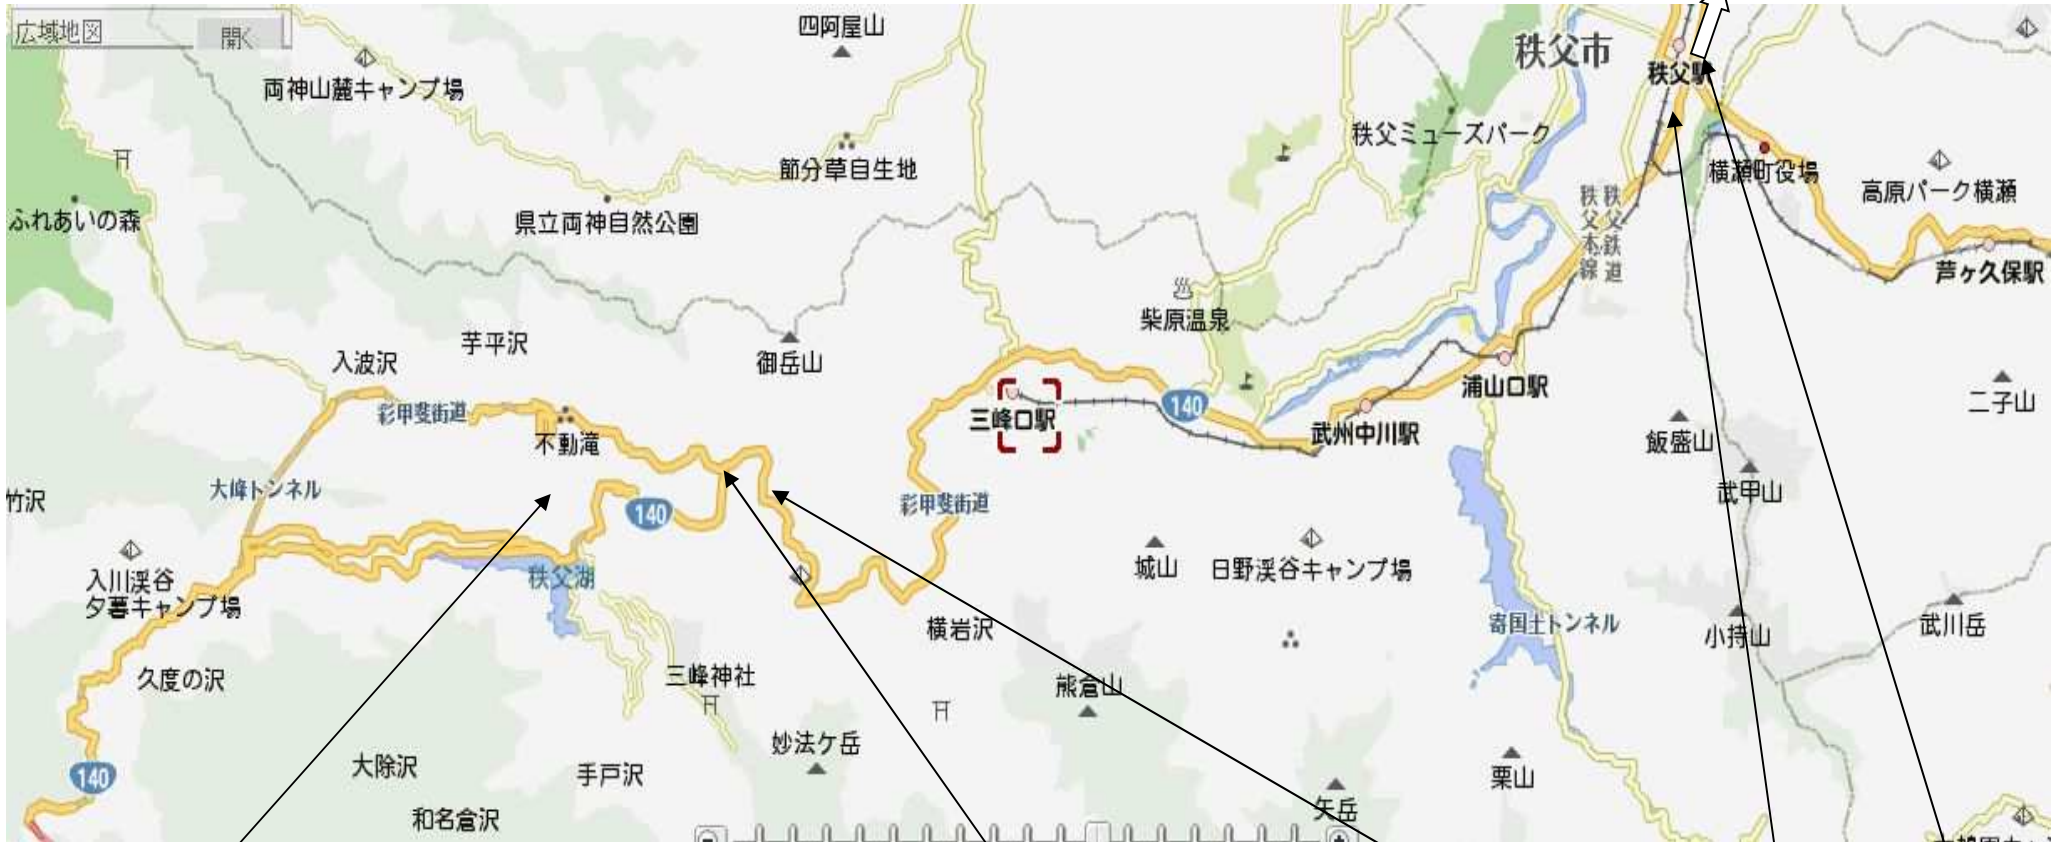 広域地図
開く
四阿屋山
両神山麓キャンプ場
秩父市
秩父駅
秩父ミューズパーク
節分草自生地
横瀬町役場
高原パーク横瀬
ふれあいの森
県立両神自然公園
秩父鉄道
秩父本線
芦ヶ久保駅
柴原温泉
芋平沢
入波沢
御岳山
彩甲斐街道
三峰口駅
140
浦山口駅
二子山
不動滝
武州中川駅
飯盛山
大峰トンネル
竹沢
140
彩甲斐街道
武甲山
入川渓谷
夕暮キャンプ場
秩父湖
城山
日野渓谷キャンプ場
横岩沢
寄国土トンネル
小持山
武川岳
久度の沢
三峰神社
熊倉山
140
大除沢
手戸沢
妙法ケ岳
栗山
和名倉沢
矢岳